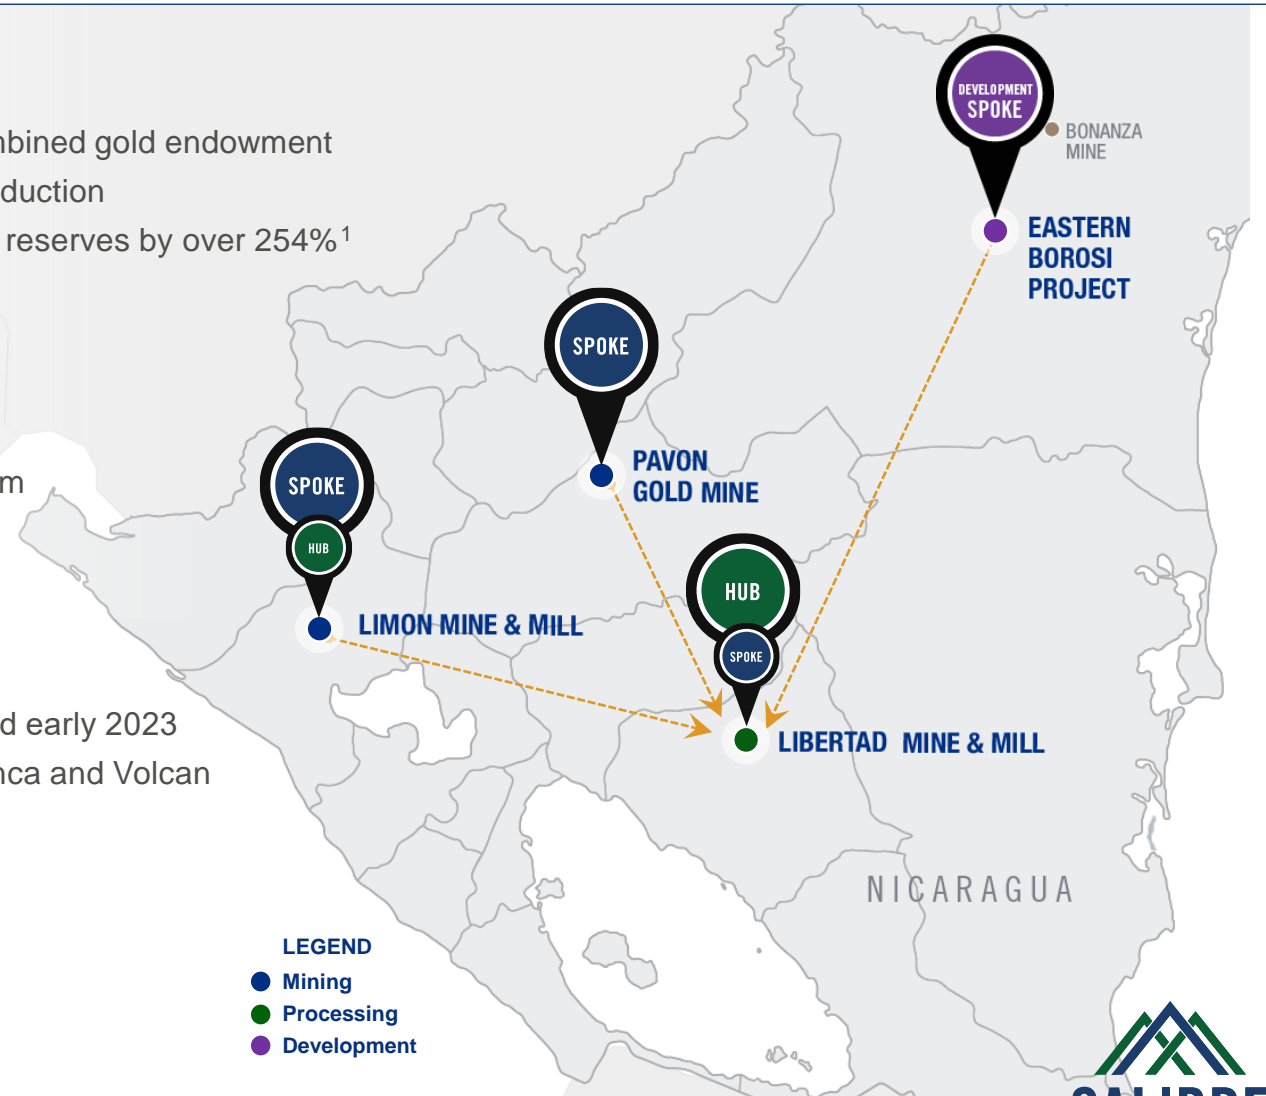 mbined gold endowment
duction
reserves by over 254%¹
m
d early 2023
nca and Volcan
DEVELOPMENT
SPOKE
BONANZA
MINE
EASTERN
BOROSI
PROJECT
SPOKE
PAVON
GOLD MINE
SPOKE
HUB
LIMON MINE & MILL
HUB
SPOKE
LIBERTAD MINE & MILL
NICARAGUA
LEGEND
Mining
Processing
Development
CALIBRE